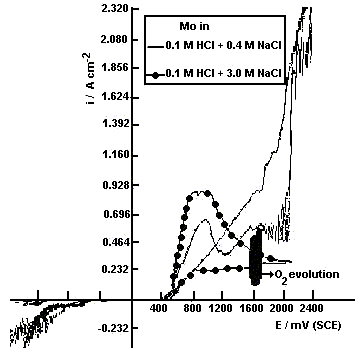 2.320
Mo in
0.1 M HCl + 0.4 M NaCl
0.1 M HCl + 3.0 M NaCl
2.080
1.856
1.624
1.392
1.160
0.928
0.696
0.464
0.232
-0.232
i / A cm-2
O2 evolution
400 800 1200 1600 2000 2400
E / mV (SCE)